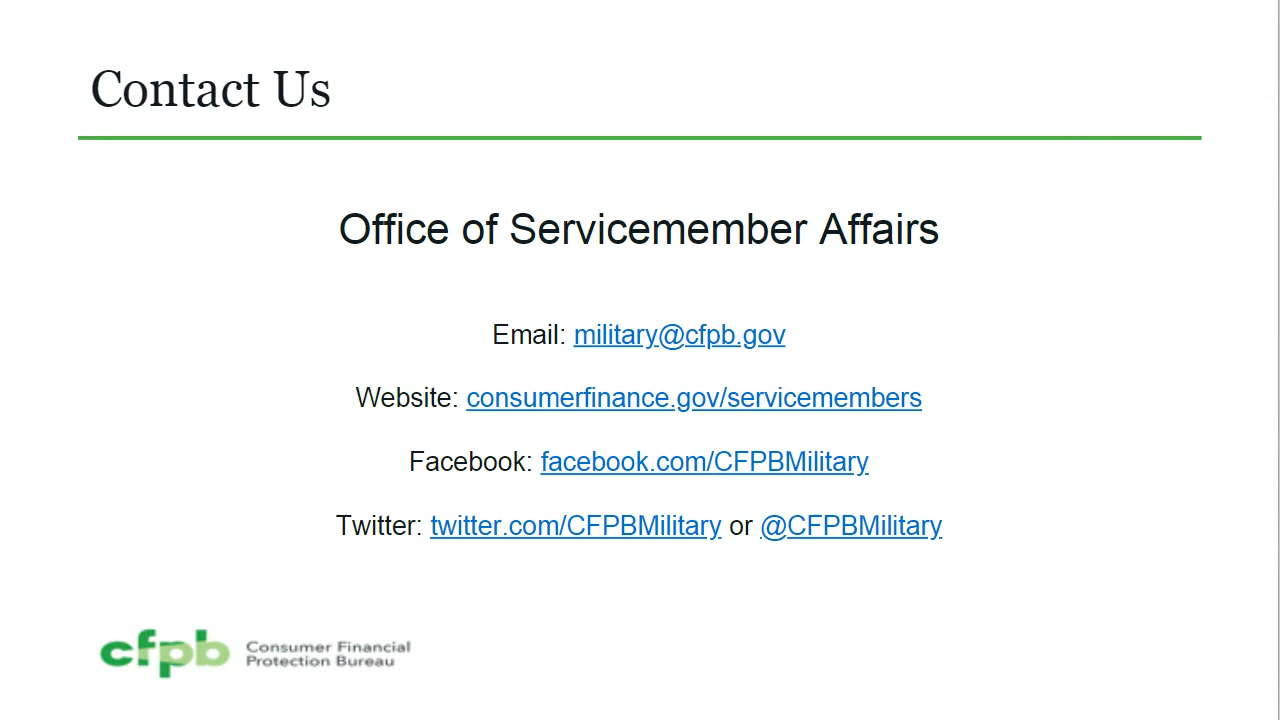 Contact Us
Office of Servicemember Affairs
Email: military@cfpb.gov
Website: consumerfinance.gov/servicemembers
Facebook: facebook.com/CFPBMilitary
Twitter: twitter.com/CFPBMilitary or @CFPBMilitary
cfpb
Consumer Financial
Protection Bureau